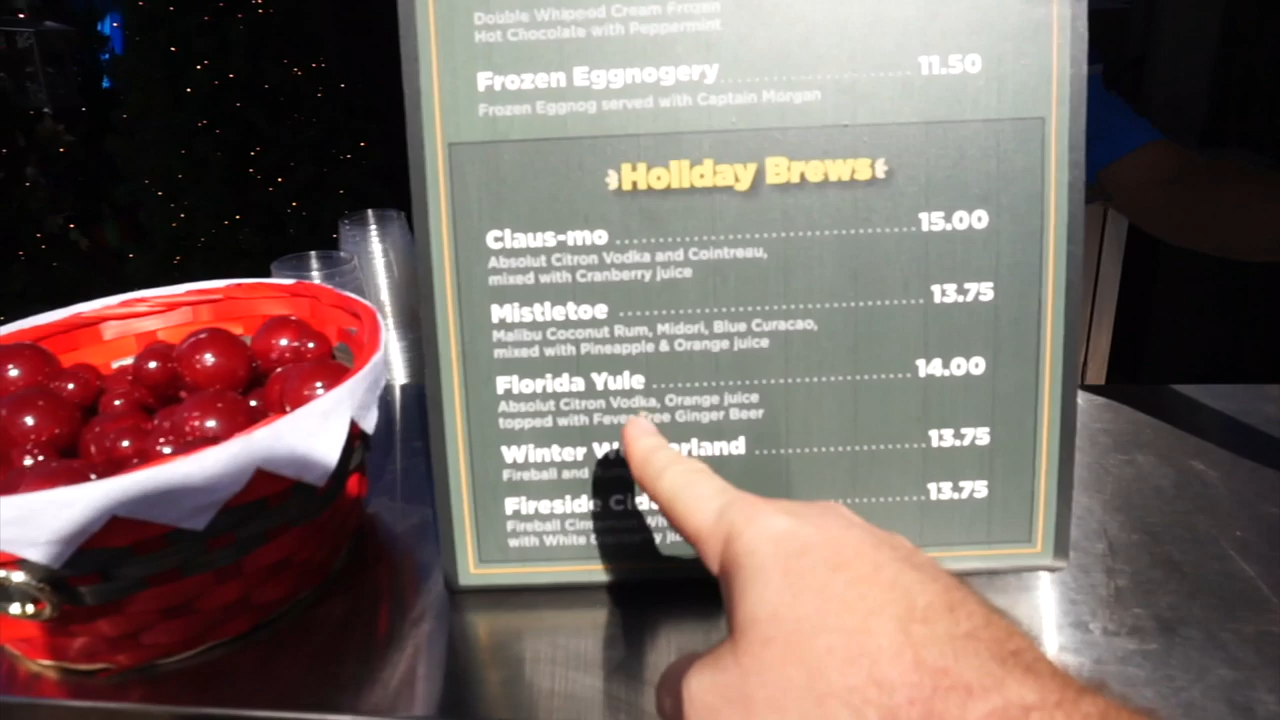 Double Whipped Cream Frozen
Hot Chocolate with Peppermint
Frozen Eggnogery........................11.50
Frozen Eggnog served with Captain Morgan
Holiday Brews
Claus-mo........................15.00
Absolut Citron Vodka and Cointreau,
mixed with Cranberry juice
Mistletoe........................13.75
Malibu Coconut Rum, Midori, Blue Curacao,
mixed with Pineapple & Orange juice
Florida Yule........................14.00
Absolut Citron Vodka, Orange juice
topped with Ginger Beer
Winter........................13.75
Fireball and
Fireside........................13.75
Fireball
with White